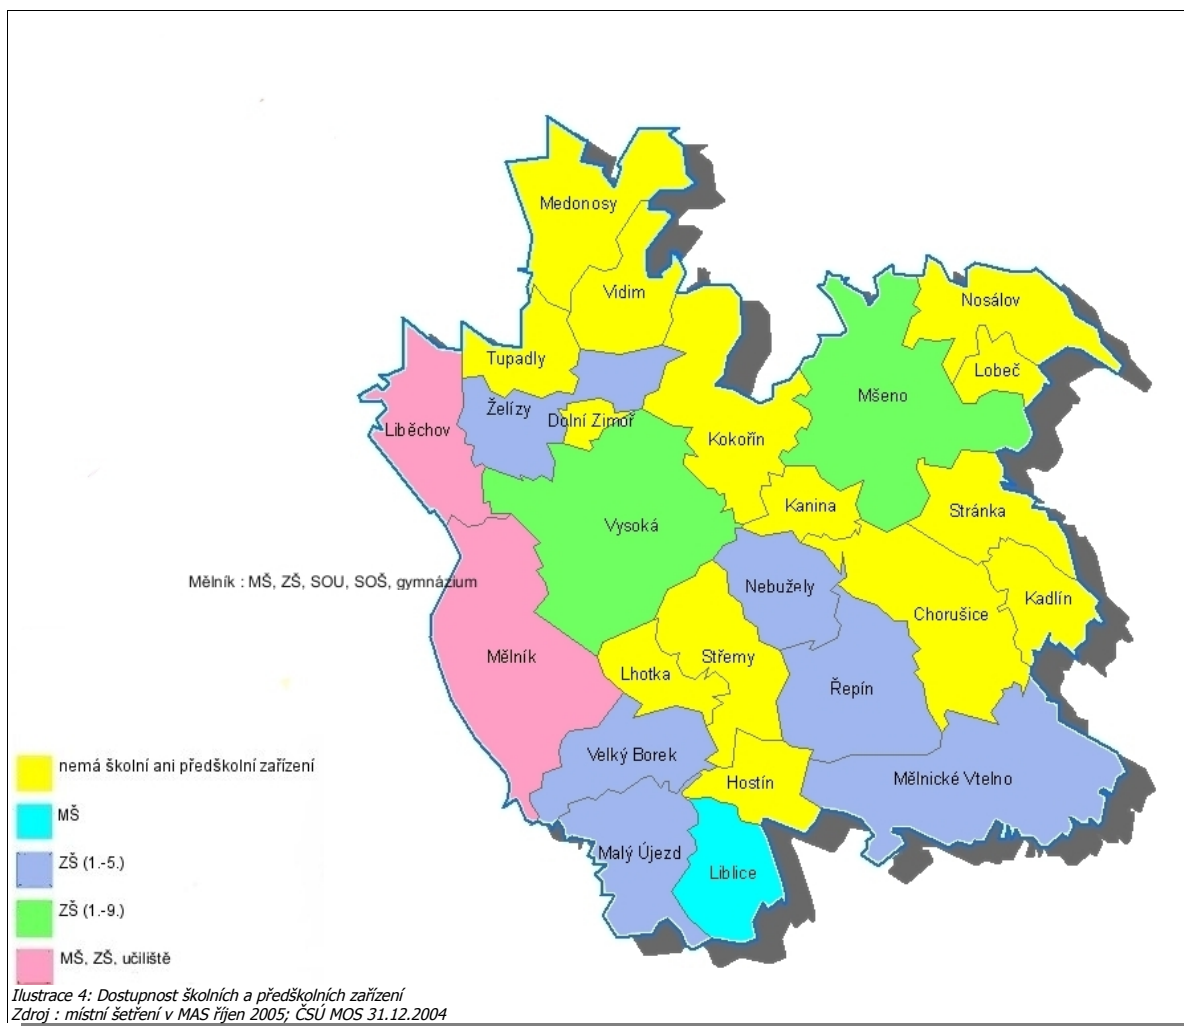 Medonosy
Vidim
Nosálov
Tupadly
Lobeč
Mšeno
Želízy
Dolní Zimoř
Liběchov
Kokořín
Kanina
Stránka
Vysoká
Mělník : MŠ, ZŠ, SOU, SOŠ, gymnázium
Nebužely
Kadlín
Chorušice
Mělník
Střemy
Lhotka
Řepín
Velký Borek
Hostín
Mělnické Vtelno
Malý Újezd
Liblice
nemá školní ani předškolní zařízení
MŠ
ZŠ (1.-5.)
ZŠ (1.-9.)
MŠ, ZŠ, učiliště
Ilustrace 4: Dostupnost školních a předškolních zařízení
Zdroj : místní šetření v MAS říjen 2005; ČSÚ MOS 31.12.2004